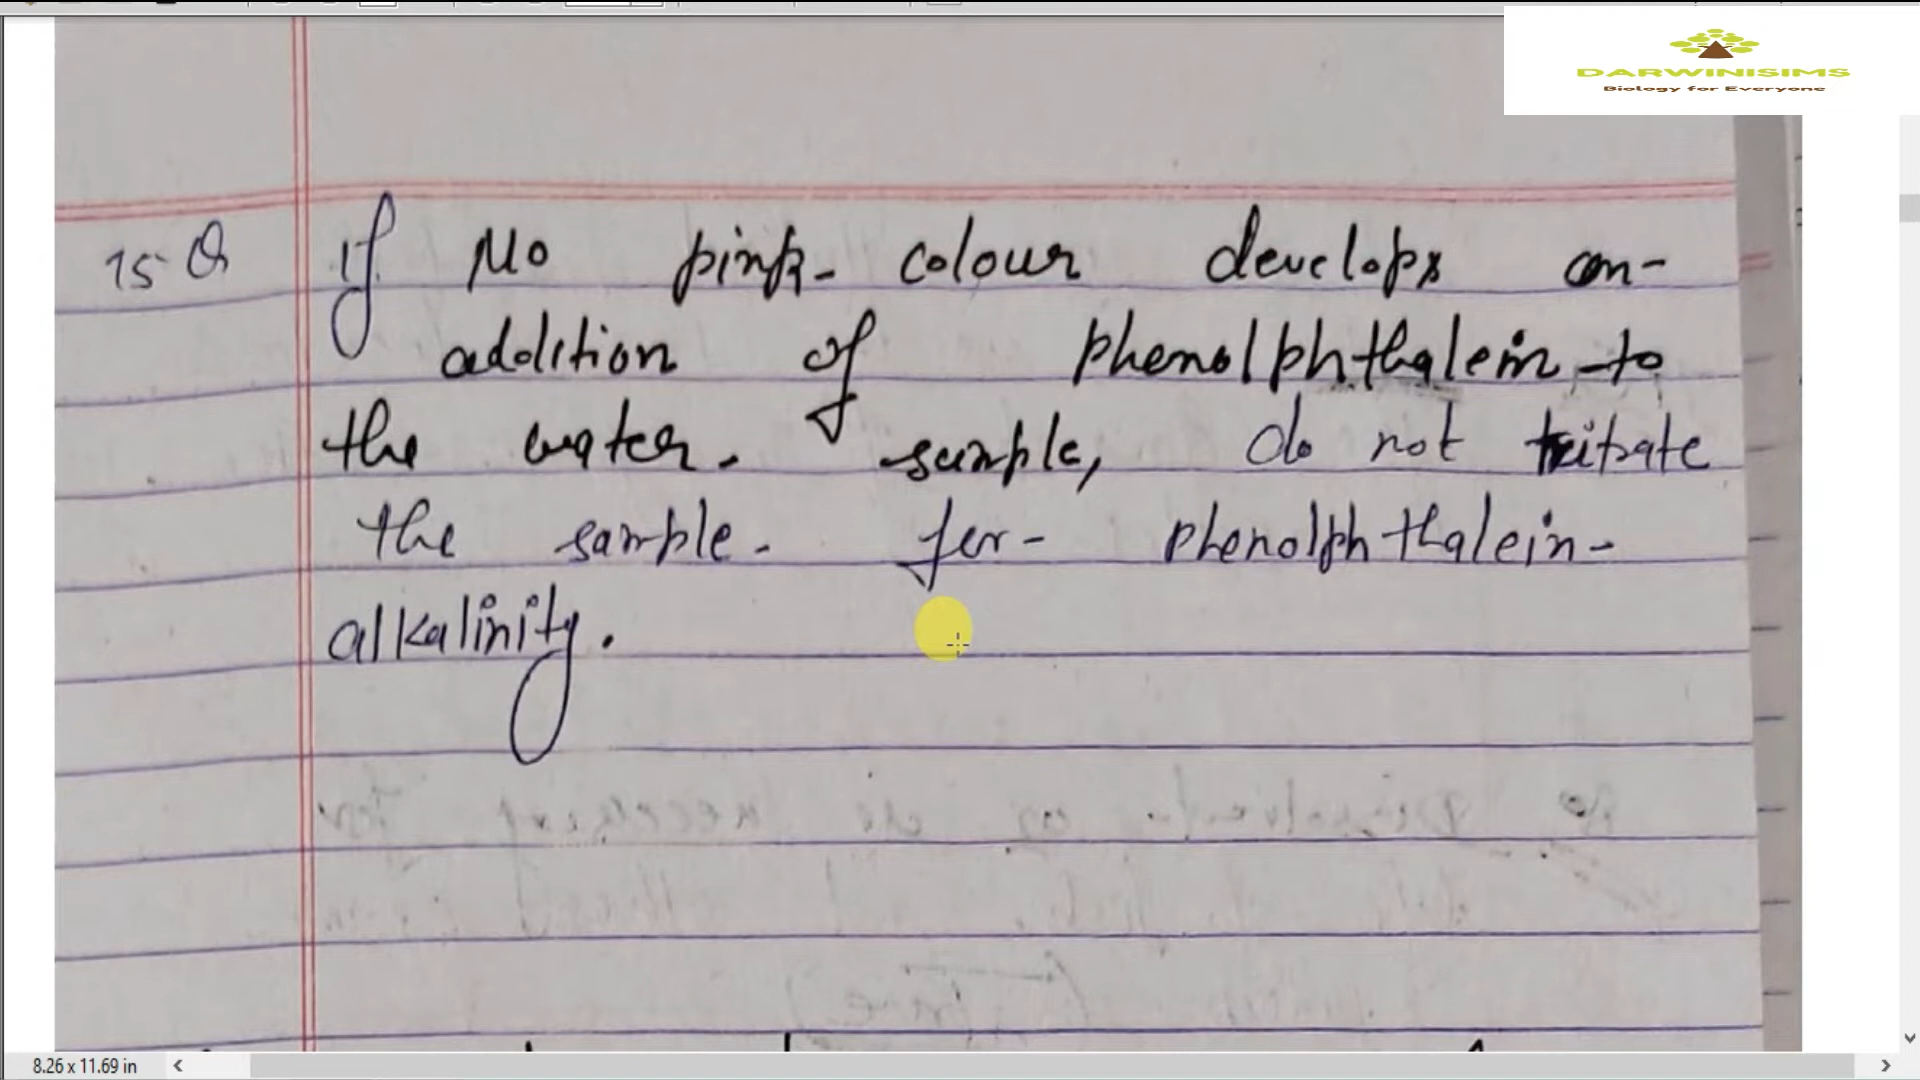 DARWINISIMS
Biology for Everyone
15 Q If No pink colour develops on
addition of phenolphthalein to
the water sample, do not titrate
the sample for phenolphthalein
alkalinity.
8.26 x 11.69 in